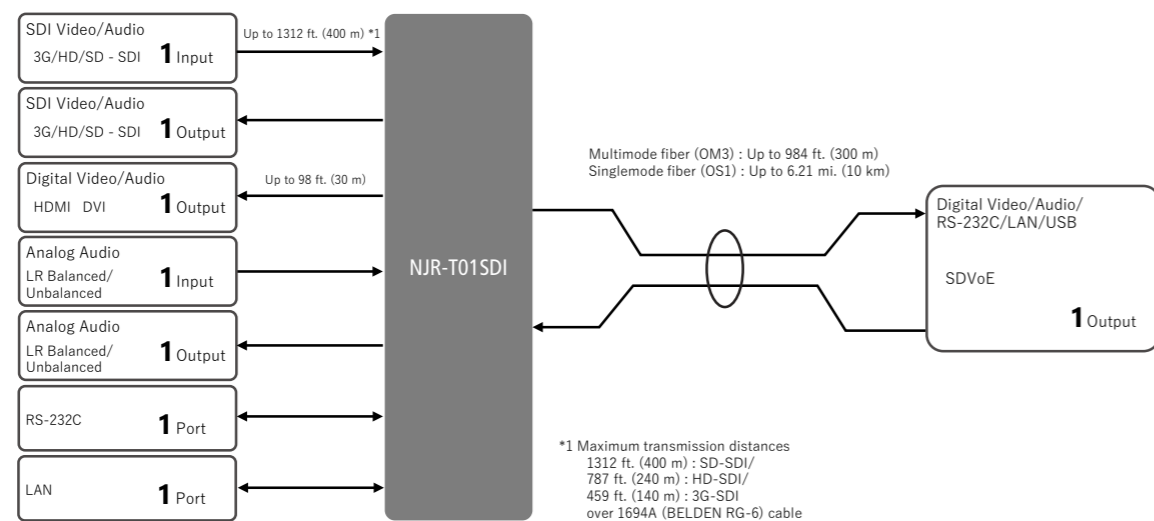 SDI Video/Audio
3G/HD/SD - SDI 1 Input
Up to 1312 ft. (400 m) *1
SDI Video/Audio
3G/HD/SD - SDI 1 Output
Digital Video/Audio
HDMI DVI 1 Output
Up to 98 ft. (30 m)
Analog Audio
LR Balanced/
Unbalanced
1 Input
Analog Audio
LR Balanced/
Unbalanced
1 Output
RS-232C 1 Port
LAN 1 Port
NJR-T01SDI
Multimode fiber (OM3) : Up to 984 ft. (300 m)
Singlemode fiber (OS1) : Up to 6.21 mi. (10 km)
Digital Video/Audio/
RS-232C/LAN/USB
SDVoE
1 Output
*1 Maximum transmission distances
1312 ft. (400 m) : SD-SDI/
787 ft. (240 m) : HD-SDI/
459 ft. (140 m) : 3G-SDI
over 1694A (BELDEN RG-6) cable